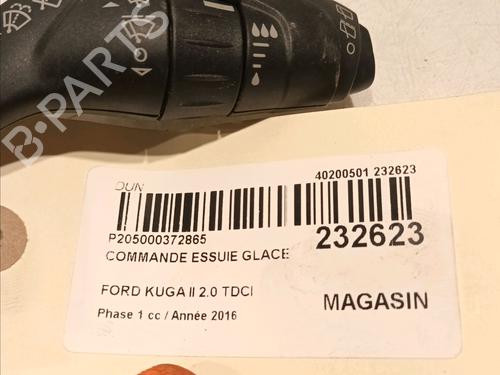 B-PARTS
40200501 232623
OUN
P205000372865
232623
COMMANDE ESSUIE GLACE
FORD KUGA II 2.0 TDCI
MAGASIN
Phase 1 cc / Année 2016